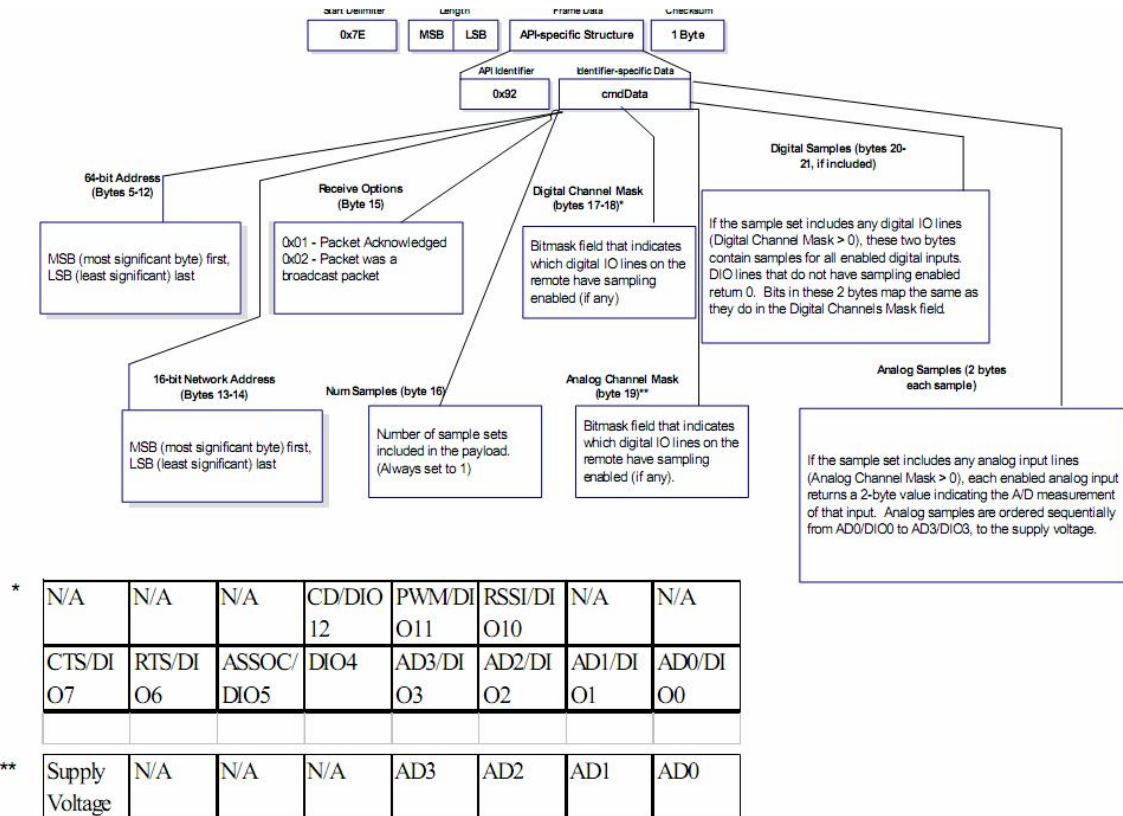 Start Delimiter
Length
Frame Data
Checksum
0x7E
MSB
LSB
API-specific Structure
1 Byte
API Identifier
Identifier-specific Data
0x92
cmdData
64-bit Address
(Bytes 5-12)
MSB (most significant byte) first,
LSB (least significant) last
Receive Options
(Byte 15)
0x01 - Packet Acknowledged
0x02 - Packet was a
broadcast packet
Digital Channel Mask
(bytes 17-18)*
Bitmask field that indicates
which digital IO lines on the
remote have sampling
enabled (if any)
Digital Samples (bytes 20-
21, if included)
If the sample set includes any digital IO lines
(Digital Channel Mask > 0), these two bytes
contain samples for all enabled digital inputs.
DIO lines that do not have sampling enabled
return 0. Bits in these 2 bytes map the same as
they do in the Digital Channels Mask field.
16-bit Network Address
(Bytes 13-14)
MSB (most significant byte) first,
LSB (least significant) last
Num Samples (byte 16)
Number of sample sets
included in the payload.
(Always set to 1)
Analog Channel Mask
(byte 19)**
Bitmask field that indicates
which digital IO lines on the
remote have sampling
enabled (if any).
Analog Samples (2 bytes
each sample)
If the sample set includes any analog input lines
(Analog Channel Mask > 0), each enabled analog input
returns a 2-byte value indicating the A/D measurement
of that input. Analog samples are ordered sequentially
from AD0/DIO0 to AD3/DIO3, to the supply voltage.
*
N/A
N/A
N/A
CD/DIO
12
PWM/DI
O11
RSSI/DI
O10
N/A
N/A
CTS/DI
O7
RTS/DI
O6
ASSOC/
DIO5
DIO4
AD3/DI
O3
AD2/DI
O2
AD1/DI
O1
AD0/DI
O0
**
Supply
Voltage
N/A
N/A
N/A
AD3
AD2
AD1
AD0